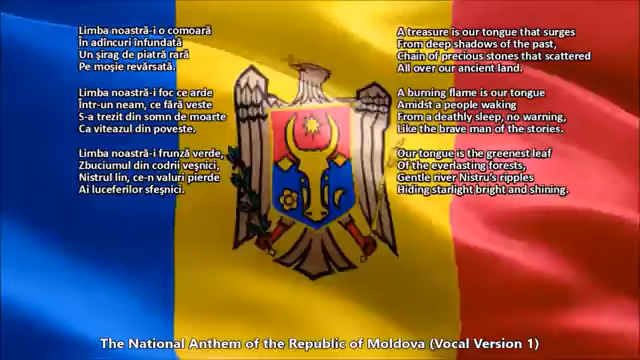 Limba noastră-i o comoară
În adîncuri înfundată
Un șirag de piatră rară
Pe moșie revărsată.
Limba noastră-i foc ce arde
Într-un neam, ce fără veste
S-a trezit din somn de moarte
Ca viteazul din poveste.
Limba noastră-i frunză verde,
Zbuciumul din codrii veșnici,
Nistrul lin, ce-n valuri pierde
Ai luceferilor sfeșnici.
A treasure is our tongue that surges
From deep shadows of the past,
Chain of precious stones that scattered
All over our ancient land.
A burning flame is our tongue
Amidst a people waking
From a deathly sleep, no warning,
Like the brave man of the stories.
Our tongue is the greenest leaf
Of the everlasting forests,
Gentle river Nistru's ripples
Hiding starlight bright and shining.
The National Anthem of the Republic of Moldova (Vocal Version 1)